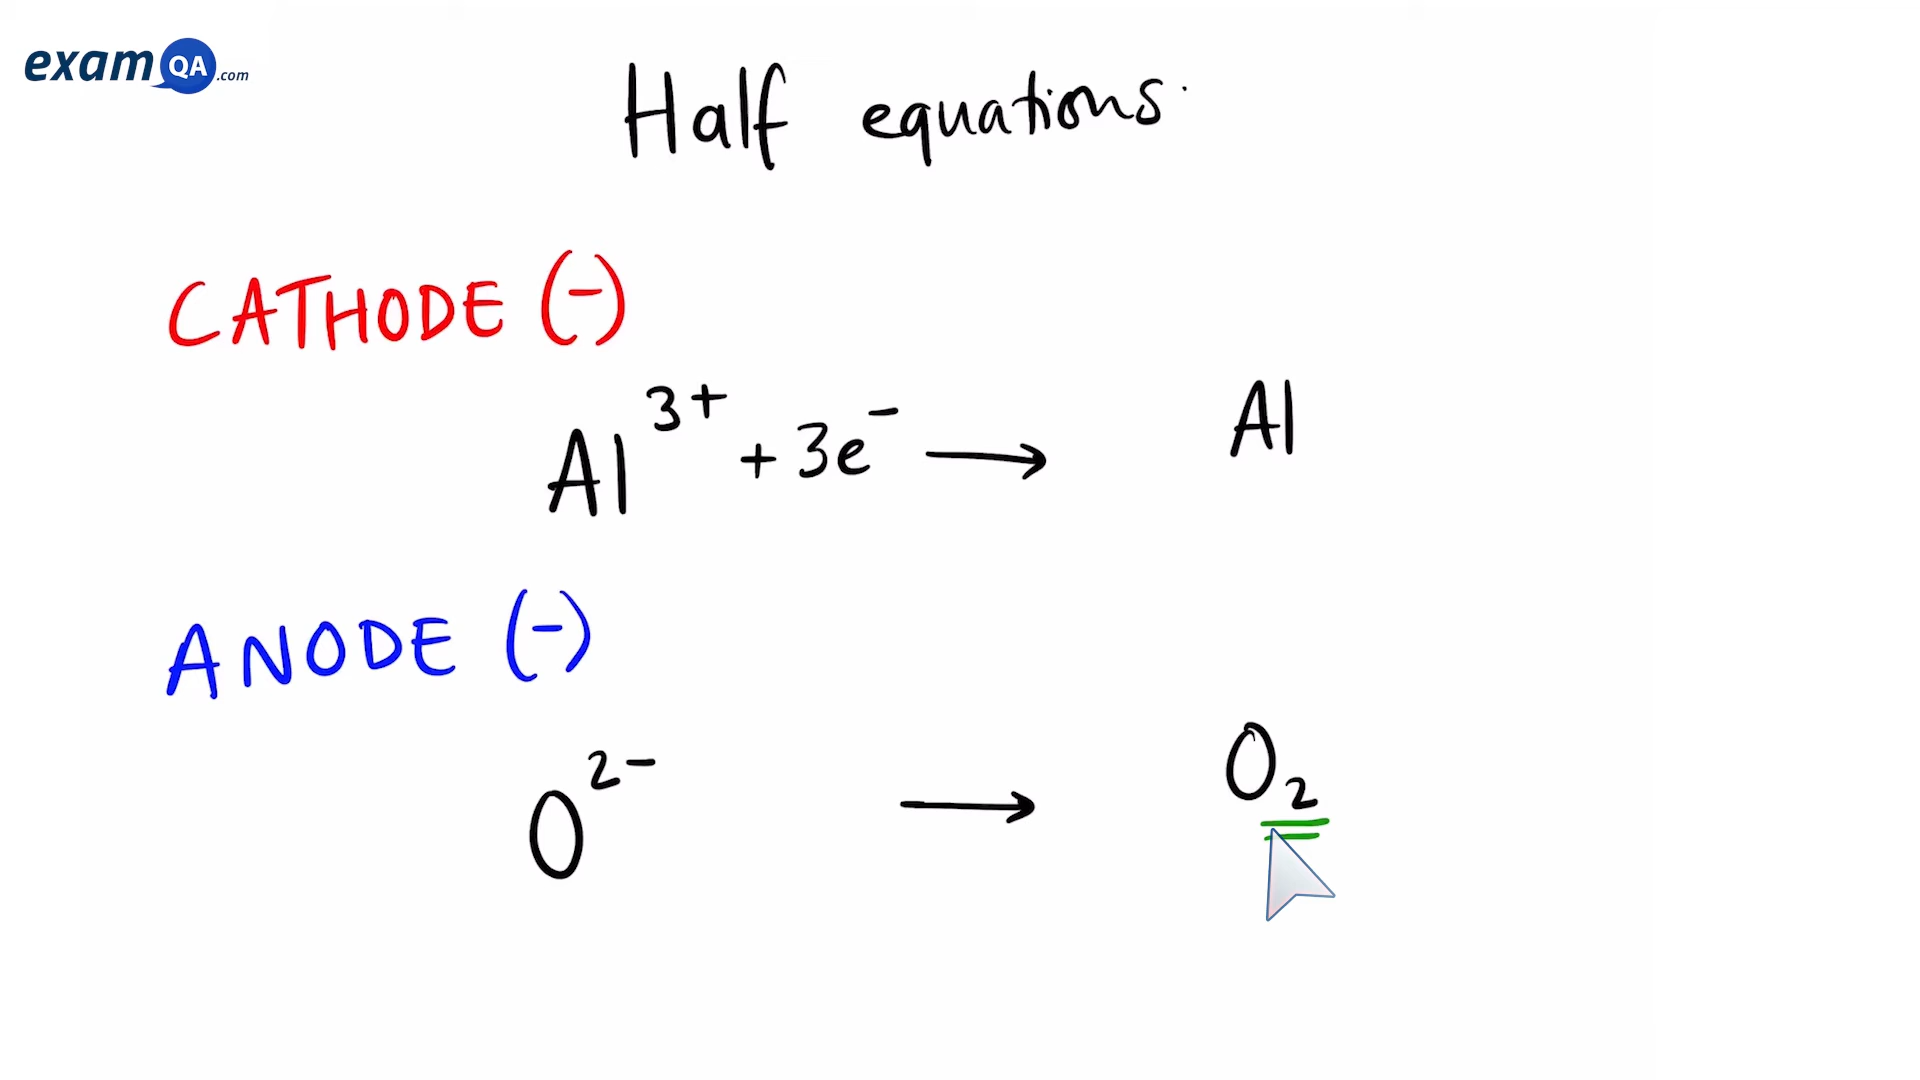 examQA.com
Half equations.
CATHODE (-)
Al³⁺ + 3e⁻ → Al
ANODE (-)
O²⁻ → O₂